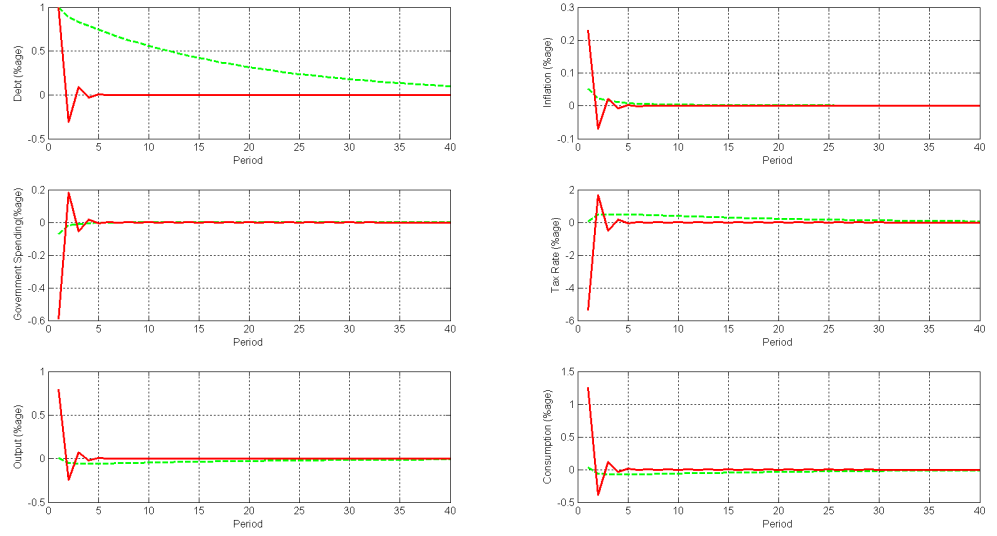 1
0.5
0
-0.5
0 5 10 15 20 25 30 35 40
Period
Debt (%age)
0.3
0.2
0.1
0
-0.1
0 5 10 15 20 25 30 35 40
Period
Inflation (%age)
0.2
0
-0.2
-0.4
-0.6
0 5 10 15 20 25 30 35 40
Period
Government Spending(%age)
2
0
-2
-4
-6
0 5 10 15 20 25 30 35 40
Period
Tax Rate (%age)
1
0.5
0
-0.5
0 5 10 15 20 25 30 35 40
Period
Output (%age)
1.5
1
0.5
0
-0.5
0 5 10 15 20 25 30 35 40
Period
Consumption (%age)